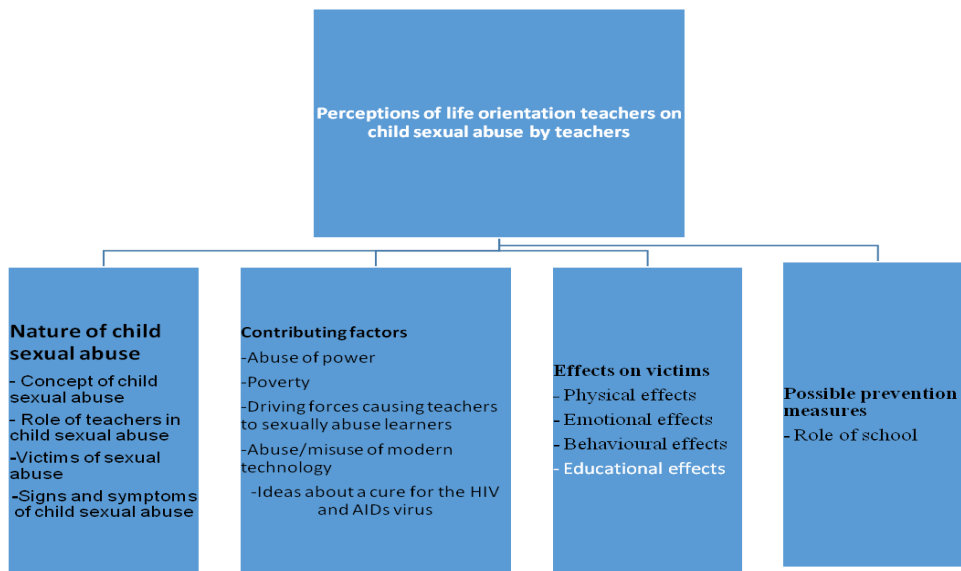 Perceptions of life orientation teachers on
child sexual abuse by teachers
Nature of child
sexual abuse
- Concept of child
sexual abuse
- Role of teachers in
child sexual abuse
-Victims of sexual
abuse
-Signs and symptoms
of child sexual abuse
Contributing factors
-Abuse of power
-Poverty
-Driving forces causing teachers
to sexually abuse learners
-Abuse/misuse of modern
technology
-Ideas about a cure for the HIV
and AIDs virus
Effects on victims
- Physical effects
- Emotional effects
- Behavioural effects
- Educational effects
Possible prevention
measures
- Role of school